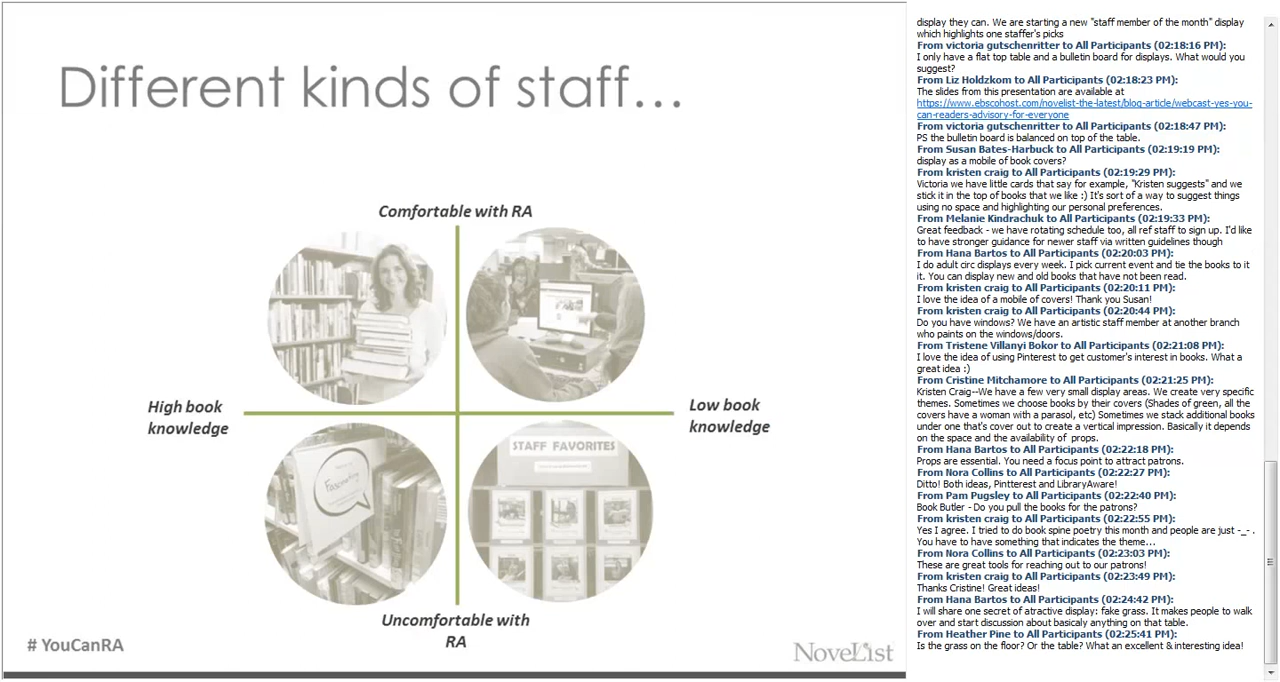 Different kinds of staff...
Comfortable with RA
High book
knowledge
Low book
knowledge
Fascinating
STAFF FAVORITES
Uncomfortable with
RA
# YouCanRA
NoveList
display they can. We are starting a new "staff member of the month" display
which highlights one staffer's picks
From victoria gutschenritter to All Participants (02:18:16 PM):
I only have a flat top table and a bulletin board for displays. What would you
suggest?
From Liz Holdzkom to All Participants (02:18:23 PM):
The slides from this presentation are available at
https://www.ebscohost.com/novelist-the-latest/blog-article/webcast-yes-you-
can-readers-advisory-for-everyone
From victoria gutschenritter to All Participants (02:18:47 PM):
PS the bulletin board is balanced on top of the table.
From Susan Bates-Harbuck to All Participants (02:19:19 PM):
display as a mobile of book covers?
From kristen craig to All Participants (02:19:29 PM):
Victoria we have little cards that say for example, "Kristen suggests" and we
stick it in the top of books that we like :) It's sort of a way to suggest things
using no space and highlighting our personal preferences.
From Melanie Kindrachuk to All Participants (02:19:33 PM):
Great feedback - we have rotating schedule too, all ref staff to sign up. I'd like
to have stronger guidance for newer staff via written guidelines though
From Hana Bartos to All Participants (02:20:03 PM):
I do adult circ displays every week. I pick current event and tie the books to it
it. You can display new and old books that have not been read.
From kristen craig to All Participants (02:20:11 PM):
I love the idea of a mobile of covers! Thank you Susan!
From kristen craig to All Participants (02:20:44 PM):
Do you have windows? We have an artistic staff member at another branch
who paints on the windows/doors.
From Tristene Villanyi Bokor to All Participants (02:21:08 PM):
I love the idea of using Pinterest to get customer's interest in books. What a
great idea :)
From Cristine Mitchamore to All Participants (02:21:25 PM):
Kristen Craig--We have a few very small display areas. We create very specific
themes. Sometimes we choose books by their covers (Shades of green, all the
covers have a woman with a parasol, etc) Sometimes we stack additional books
under one that's cover out to create a vertical impression. Basically it depends
on the space and the availability of props.
From Hana Bartos to All Participants (02:22:18 PM):
Props are essential. You need a focus point to attract patrons.
From Nora Collins to All Participants (02:22:27 PM):
Ditto! Both ideas, Pintterest and LibraryAware!
From Pam Pugsley to All Participants (02:22:40 PM):
Book Butler - Do you pull the books for the patrons?
From kristen craig to All Participants (02:22:55 PM):
Yes I agree. I tried to do book spine poetry this month and people are just -_- .
You have to have something that indicates the theme...
From Nora Collins to All Participants (02:23:03 PM):
These are great tools for reaching out to our patrons!
From kristen craig to All Participants (02:23:49 PM):
Thanks Cristine! Great ideas!
From Hana Bartos to All Participants (02:24:42 PM):
I will share one secret of atractive display: fake grass. It makes people to walk
over and start discussion about basicaly anything on that table.
From Heather Pine to All Participants (02:25:41 PM):
Is the grass on the floor? Or the table? What an excellent & interesting idea!